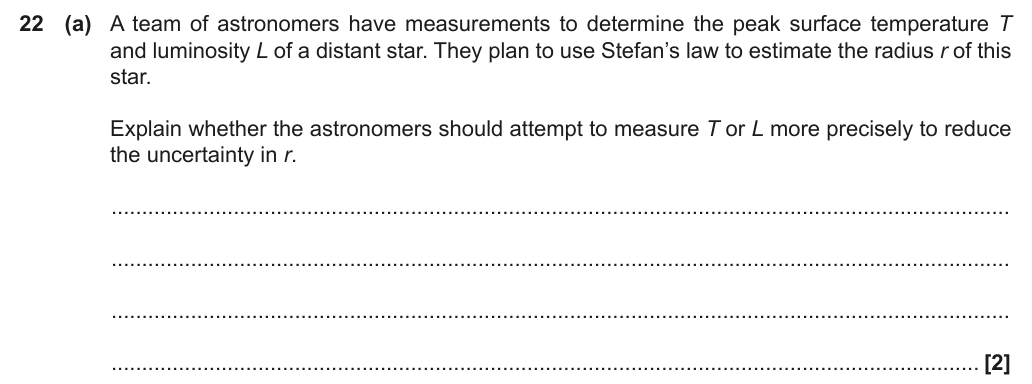 22 (a) A team of astronomers have measurements to determine the peak surface temperature T
and luminosity L of a distant star. They plan to use Stefan's law to estimate the radius r of this
star.
Explain whether the astronomers should attempt to measure T or L more precisely to reduce
the uncertainty in r.
....................................................................................................................................................
....................................................................................................................................................
....................................................................................................................................................
............................................................................................................................................... [2]